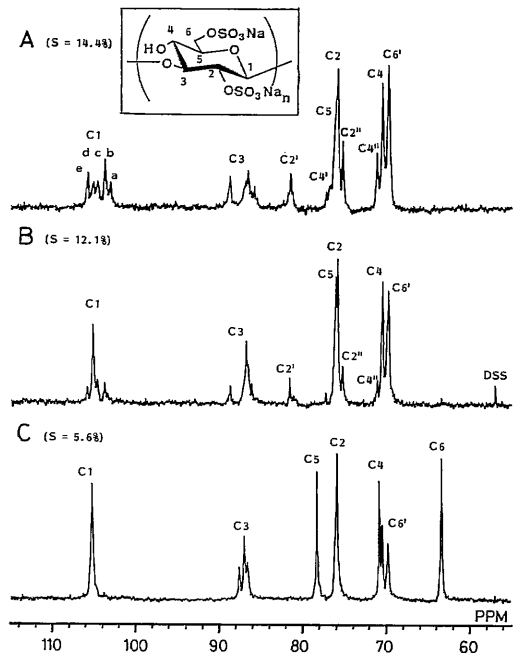 A
(S = 14.4%)
4
6
OSO₃Na
HO
5
O
O
3
2
1
OSO₃Na
n
C1
e
d
c
b
a
C3
C2'
C4'
C5
C2
C2"
C4"
C4
C6'
B
(S = 12.1%)
C1
C3
C2'
C5
C2
C2"
C4"
C4
C6'
DSS
C
(S = 5.6%)
C1
C3
C5
C2
C4
C6'
C6
PPM
110
100
90
80
70
60